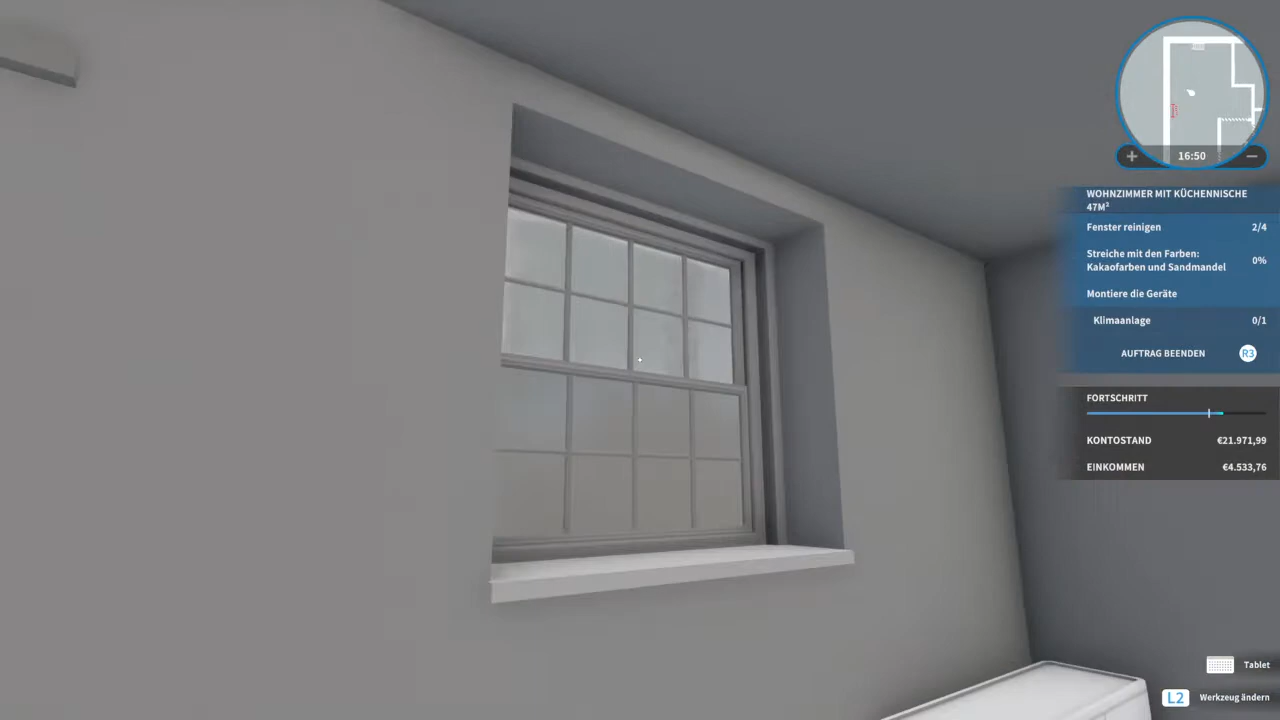 16:50
WOHNZIMMER MIT KÜCHENNISCHE
47M²
Fenster reinigen 2/4
Streiche mit den Farben:
Kakaofarben und Sandmandel 0%
Montiere die Geräte
Klimaanlage 0/1
AUFTRAG BEENDEN R3
FORTSCHRITT
KONTOSTAND €21.971,99
EINKOMMEN €4.533,76
Tablet
L2 Werkzeug ändern